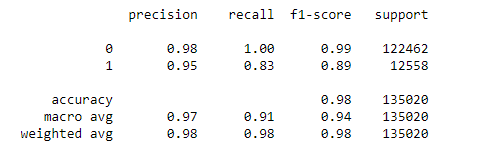 precision recall f1-score support
0 0.98 1.00 0.99 122462
1 0.95 0.83 0.89 12558
accuracy 0.98 135020
macro avg 0.97 0.91 0.94 135020
weighted avg 0.98 0.98 0.98 135020